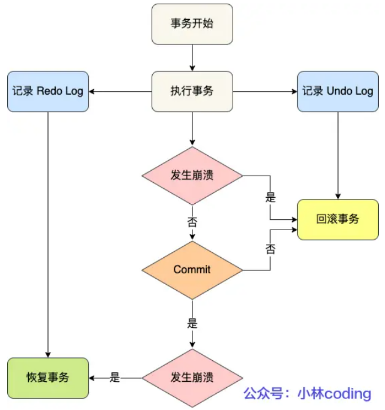 事务开始
记录 Redo Log
执行事务
记录 Undo Log
发生崩溃
是
否
回滚事务
Commit
否
是
恢复事务
是
发生崩溃
公众号：小林coding